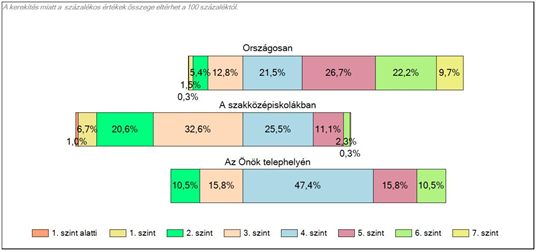 A kerekítés miatt a százalékos értékek összege eltérhet a 100 százaléktól.
Országosan
5,4% 12,8% 21,5% 26,7% 22,2% 9,7%
1,5%
0,3%
A szakközépiskolákban
6,7% 20,6% 32,6% 25,5% 11,1% 2,3%
1,0% 0,3%
Az Önök telephelyén
10,5% 15,8% 47,4% 15,8% 10,5%
1. szint alatti 1. szint 2. szint 3. szint 4. szint 5. szint 6. szint 7. szint